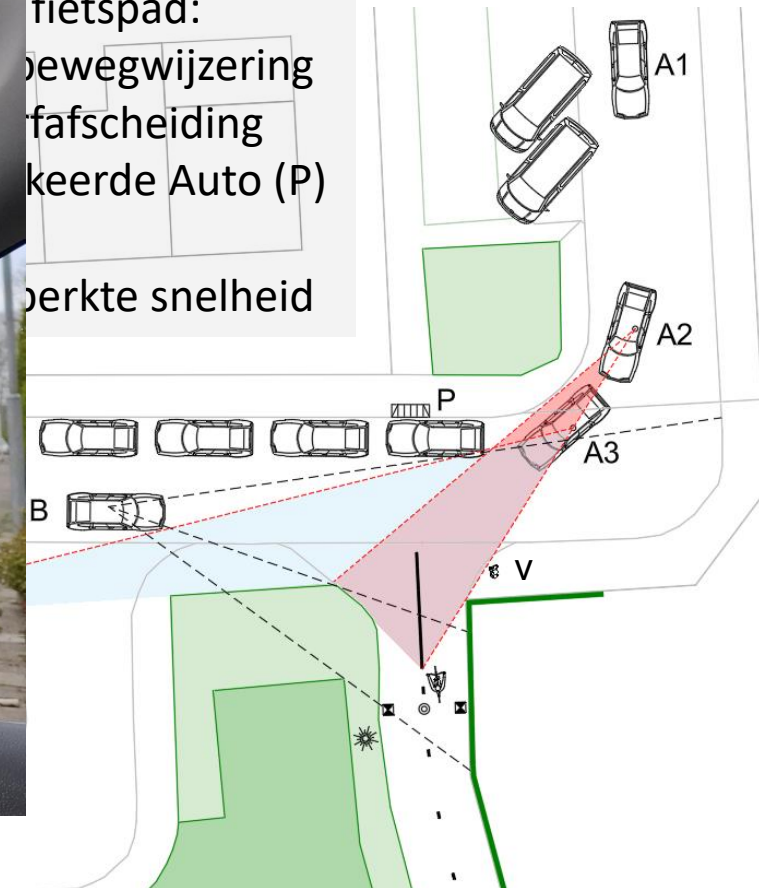 fietspad:
bewegwijzering
rfafscheiding
keerde Auto (P)
perkte snelheid
A1
A2
P
A3
B
V